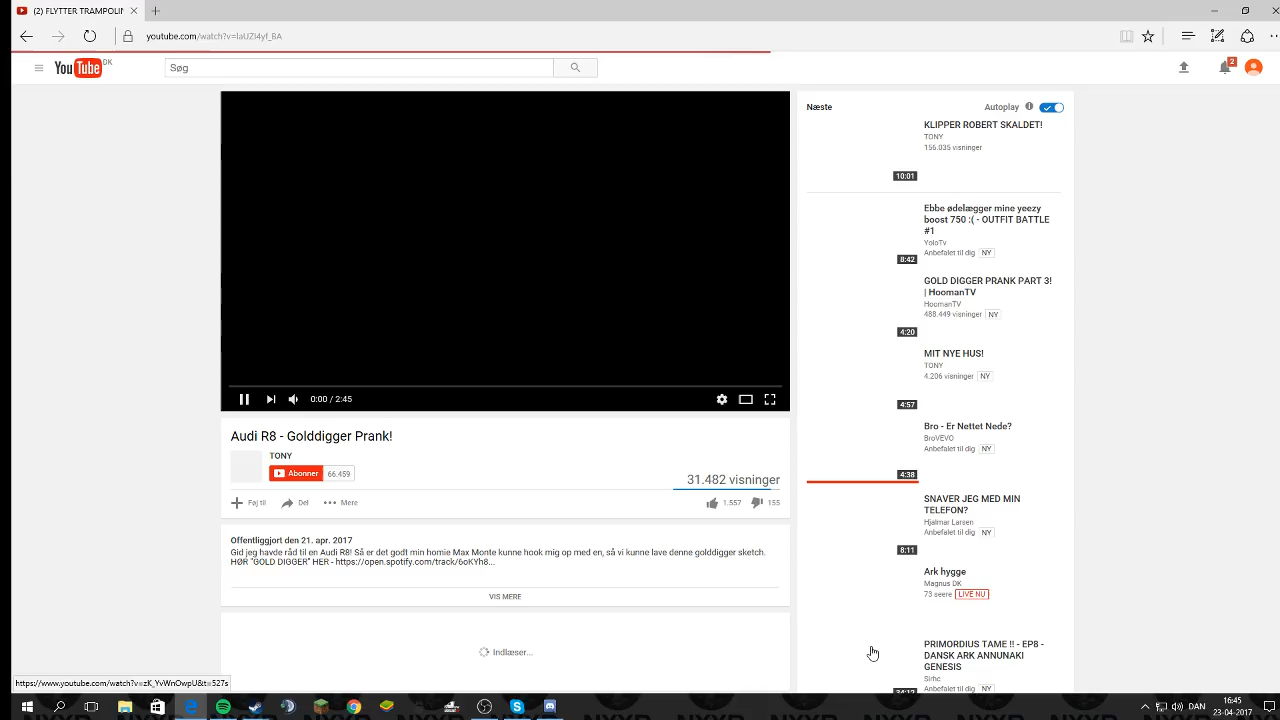 (2) FLYTTER TRAMPOLIN
youtube.com/watch?v=laUZI4yf_8A
YouTube DK
Søg
2
Næste
Autoplay
KLIPPER ROBERT SKALDET!
TONY
156.035 visninger
10:01
Ebbe ødelægger mine yeezy
boost 750 :( - OUTFIT BATTLE
#1
YoloTv
Anbefalet til dig NY
8:42
GOLD DIGGER PRANK PART 3!
| HoomanTV
HoomanTV
488.449 visninger NY
4:20
MIT NYE HUS!
TONY
4.206 visninger NY
4:57
Bro - Er Nettet Nede?
BroVEVO
Anbefalet til dig NY
4:38
SNAVER JEG MED MIN
TELEFON?
Hjalmar Larsen
Anbefalet til dig NY
8:11
Ark hygge
Magnus DK
73 seere LIVE NU
PRIMORDIUS TAME !! - EP8 -
DANSK ARK ANNUNAKI
GENESIS
Sirhc
Anbefalet til dig NY
34:12
0:00 / 2:45
Audi R8 - Golddigger Prank!
TONY
Abonner 66.459
31.482 visninger
Føj til Del Mere
1.557 155
Offentliggjort den 21. apr. 2017
Gid jeg havde råd til en Audi R8! Så er det godt min homie Max Monte kunne hook mig op med en, så vi kunne lave denne golddigger sketch.
HØR "GOLD DIGGER" HER - https://open.spotify.com/track/6oKYh8...
VIS MERE
Indlæser...
https://www.youtube.com/watch?v=zK_YvWnOwpU&t=527s
DAN
16:45
23-04-2017